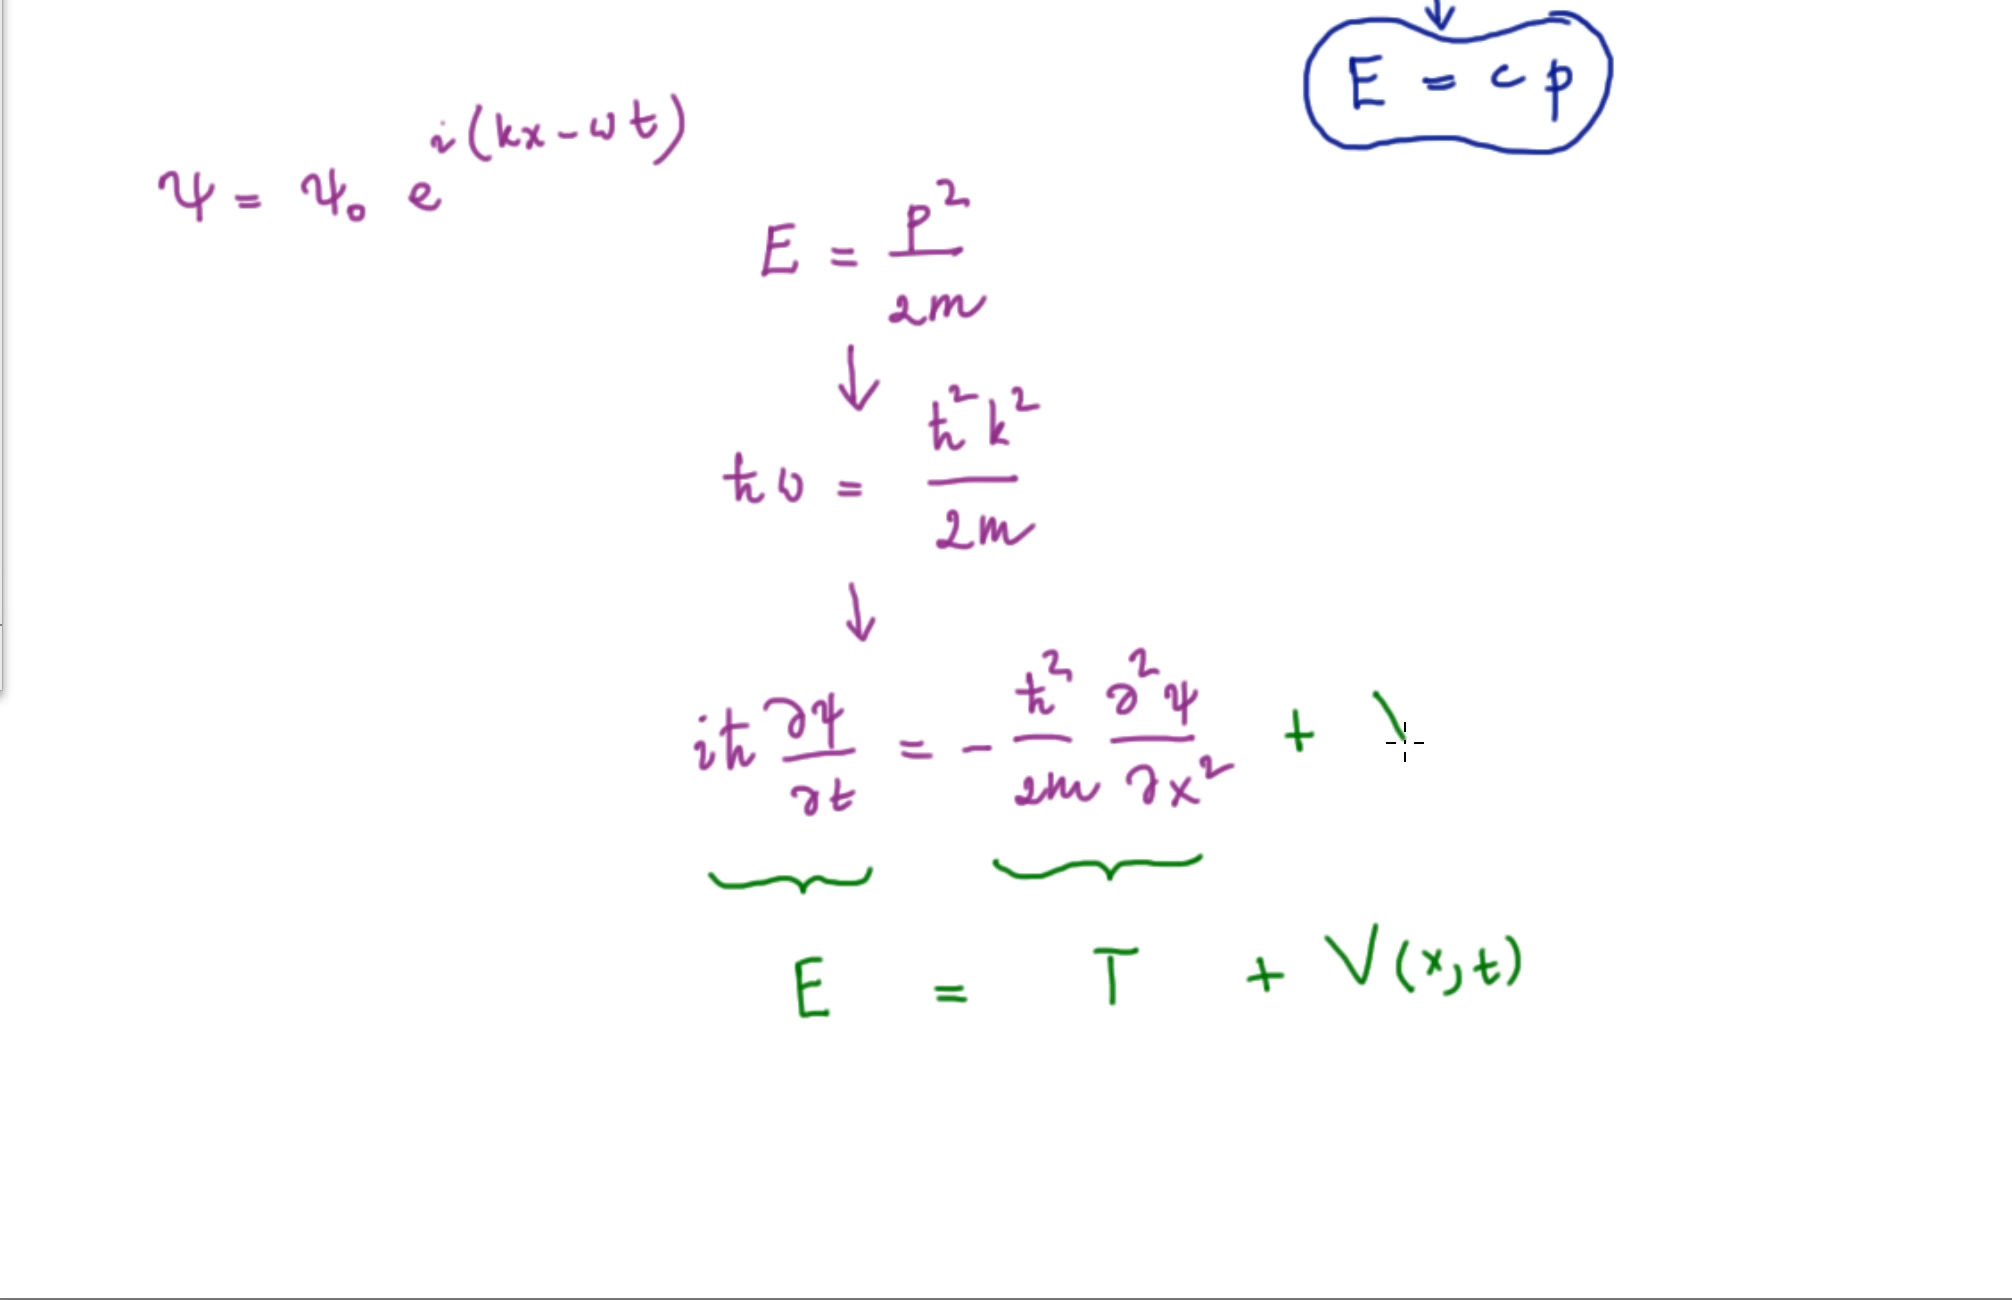 E = cp
ψ = ψ₀ e^{i(kx - ωt)}
E = p²/2m
ħω = ħ²k²/2m
iħ ∂ψ/∂t = - ħ²/2m ∂²ψ/∂x² +
E = T + V(x,t)